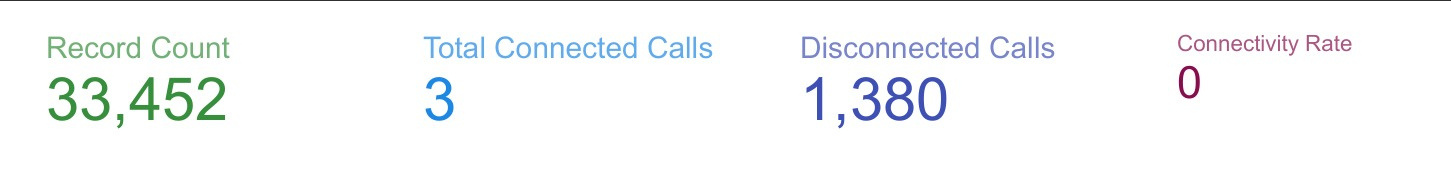 Record Count
33,452
Total Connected Calls
3
Disconnected Calls
1,380
Connectivity Rate
0